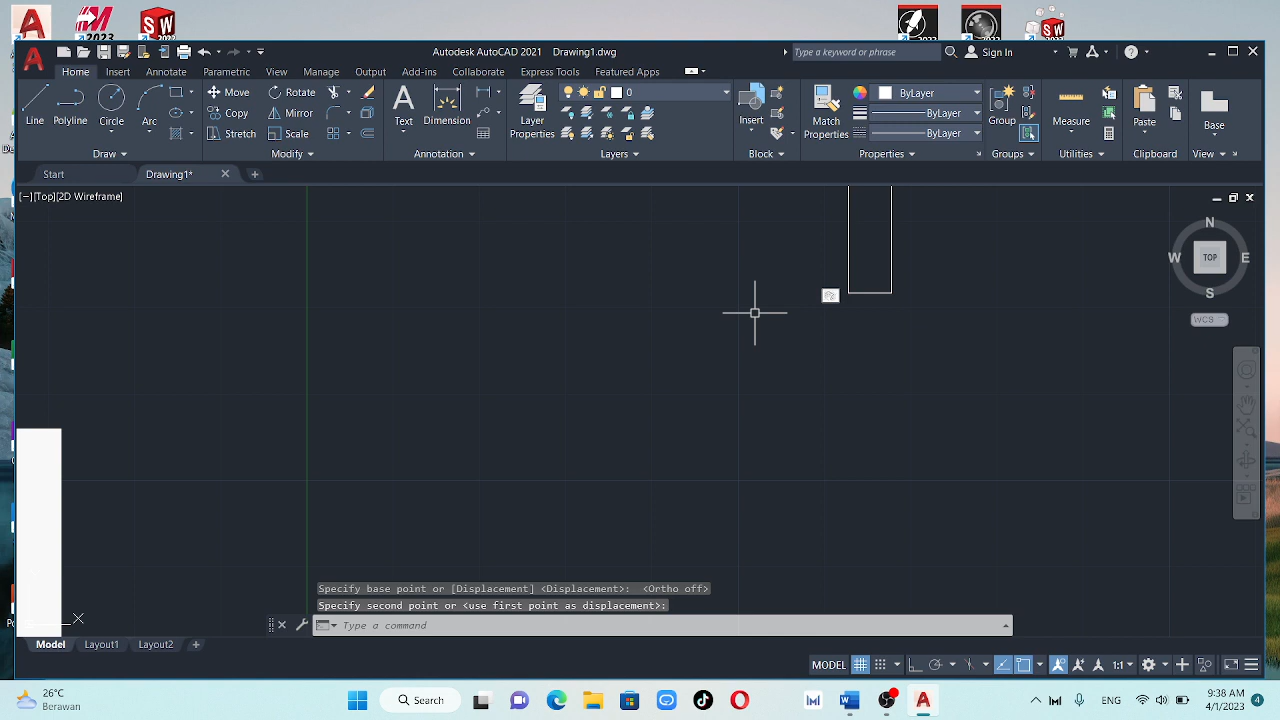 2023
SW
2022
Autodesk AutoCAD 2021 Drawing1.dwg
Type a keyword or phrase
Sign In
Home Insert Annotate Parametric View Manage Output Add-ins Collaborate Express Tools Featured Apps
Line Polyline Circle Arc
Move Rotate
Copy Mirror
Stretch Scale
Text Dimension
Layer Properties
0
Insert
Match Properties
ByLayer
ByLayer
ByLayer
Group
Measure
Paste
Base
Draw Modify Annotation Layers Block Properties Groups Utilities Clipboard View
Start Drawing1*
[−][Top][2D Wireframe]
N
W TOP E
S
WCS
Specify base point or [Displacement] <Displacement>: <Ortho off>
Specify second point or <use first point as displacement>:
Type a command
Model Layout1 Layout2
MODEL
1:1
26°C
Berawan
Search
ENG
9:38 AM
4/1/2023
4